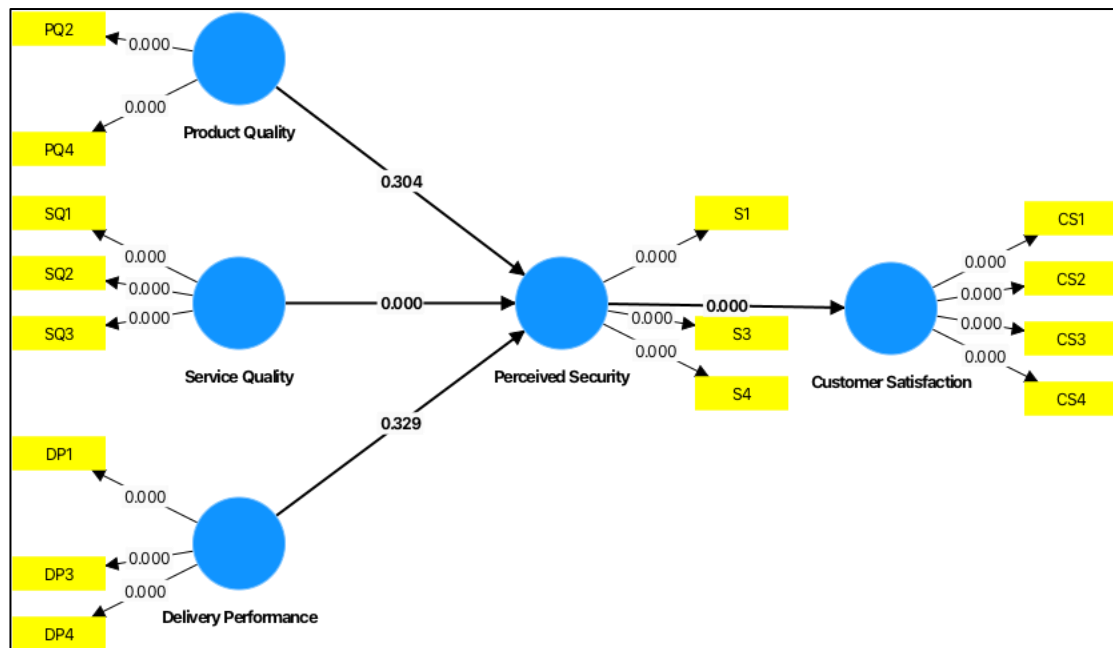 PQ2
0.000
0.000
PQ4
Product Quality
0.304
SQ1
0.000
SQ2
0.000
0.000
SQ3
Service Quality
0.000
DP1
0.000
DP3
0.000
0.000
DP4
Delivery Performance
0.329
Perceived Security
S1
0.000
0.000
S3
0.000
S4
0.000
Customer Satisfaction
CS1
0.000
CS2
0.000
0.000
CS3
0.000
CS4